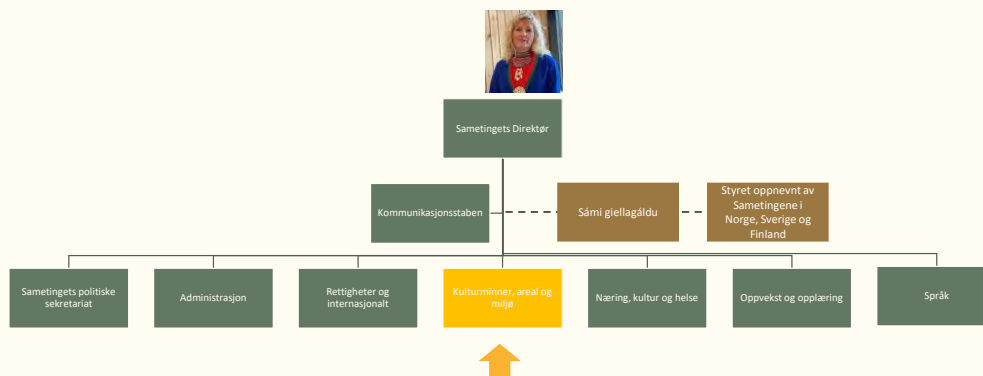 Sametingets Direktør
Kommunikasjonsstaben
Sámi giellagáldu
Styret oppnevnt av
Sametingene i
Norge, Sverige og
Finland
Sametingets politiske
sekretariat
Administrasjon
Rettigheter og
internasjonalt
Kulturminner, areal og
miljø
Næring, kultur og helse
Oppvekst og opplæring
Språk